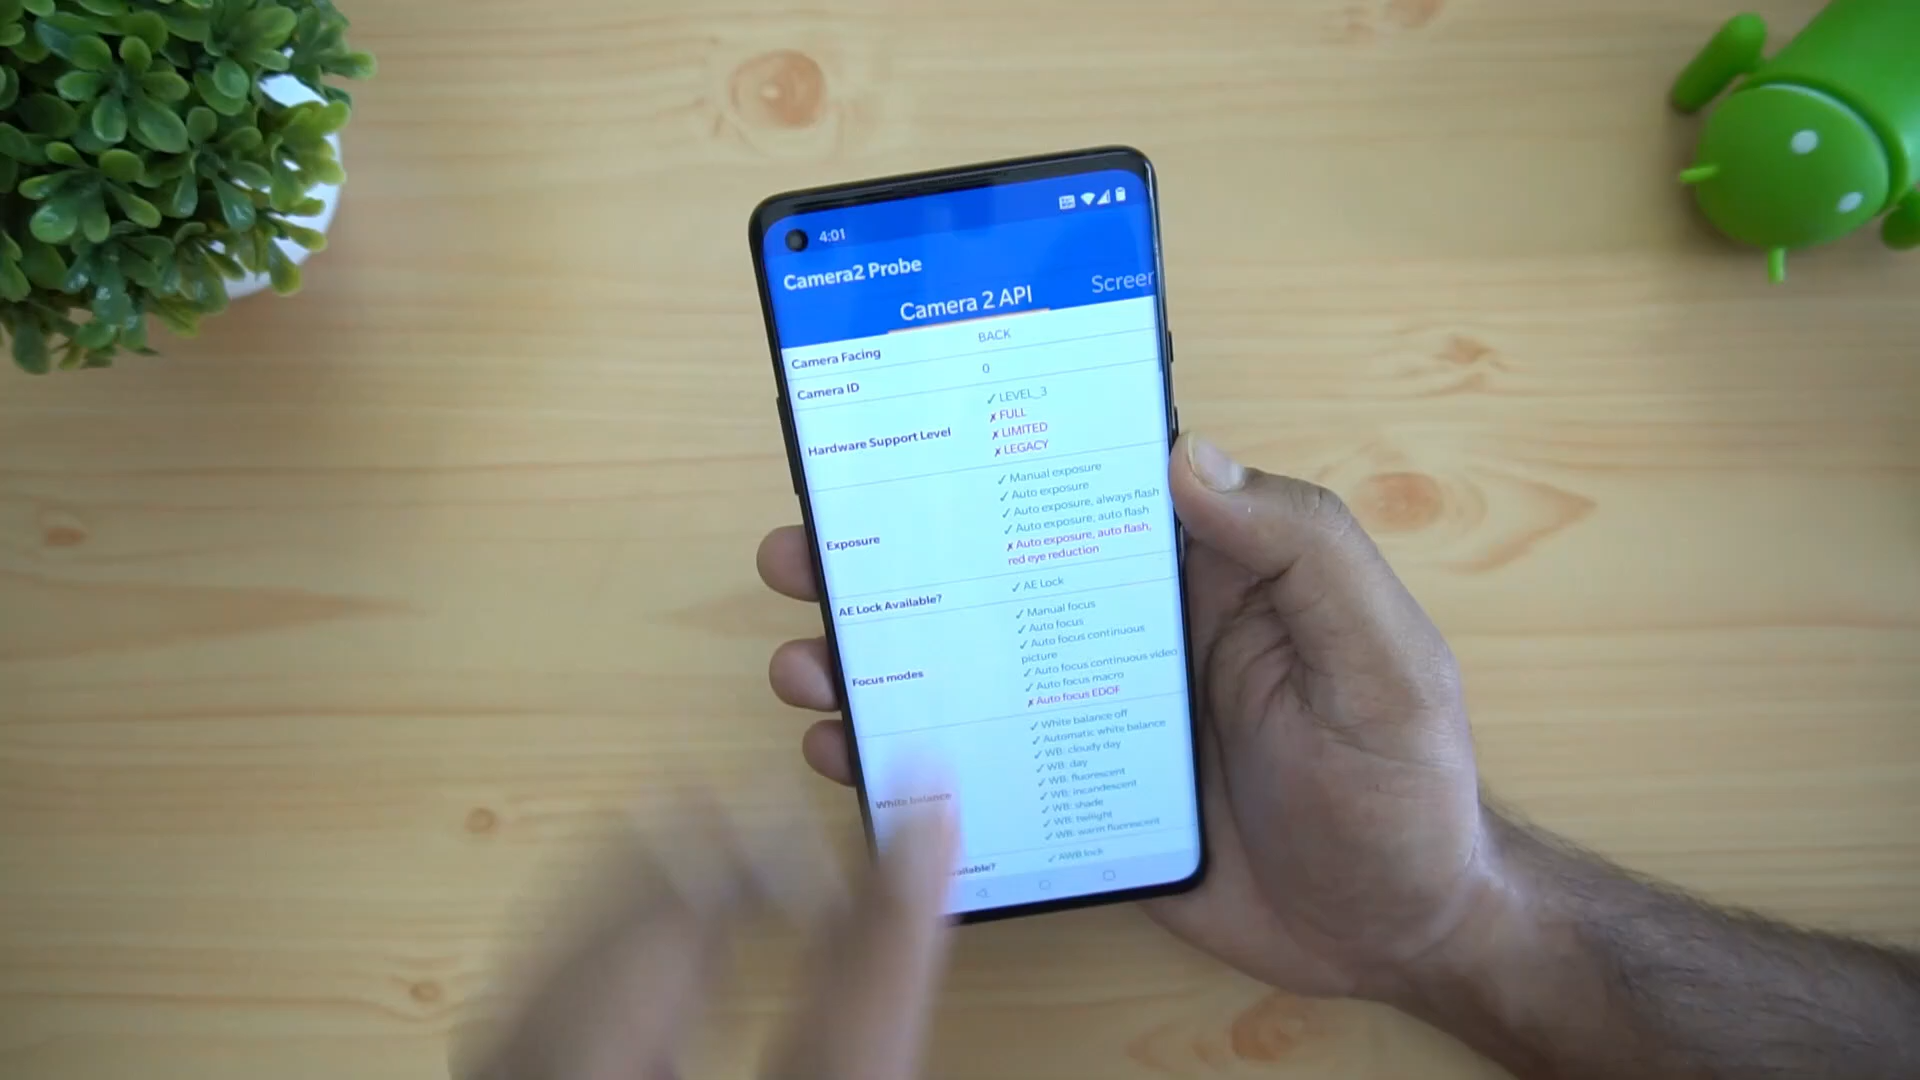 4:01
Camera2 Probe
Camera 2 API
Screen
Camera Facing
BACK
Camera ID
0
Hardware Support Level
✓ LEVEL_3
✗ FULL
✗ LIMITED
✗ LEGACY
Exposure
✓ Manual exposure
✓ Auto exposure
✓ Auto exposure, always flash
✓ Auto exposure, auto flash
✗ Auto exposure, auto flash,
red eye reduction
AE Lock Available?
✓ AE Lock
Focus modes
✓ Manual focus
✓ Auto focus
✓ Auto focus continuous
picture
✓ Auto focus continuous video
✓ Auto focus macro
✗ Auto focus EDOF
White balance
✓ White balance off
✓ Automatic white balance
✓ WB: cloudy day
✓ WB: day
✓ WB: fluorescent
✓ WB: incandescent
✓ WB: shade
✓ WB: twilight
✓ WB: warm fluorescent
vailable?
✓ AWB lock